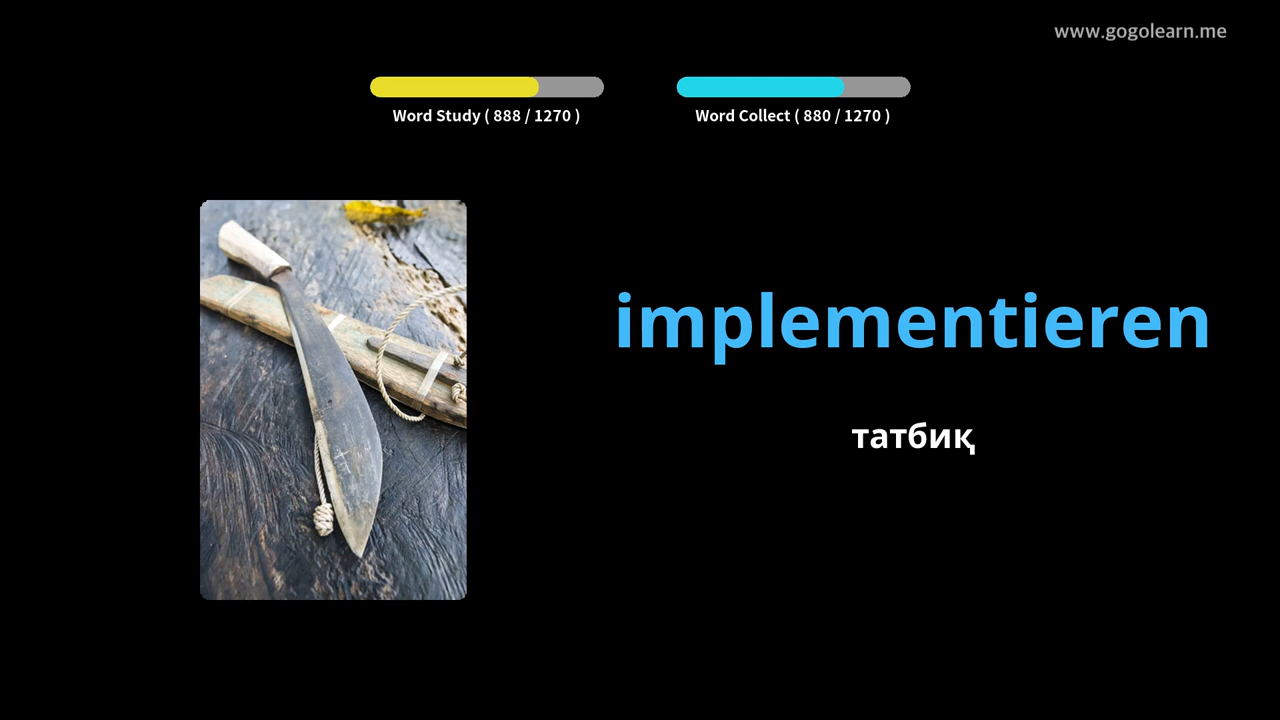 www.gogolearn.me
Word Study ( 888 / 1270 )
Word Collect ( 880 / 1270 )
implementieren
татбиқ